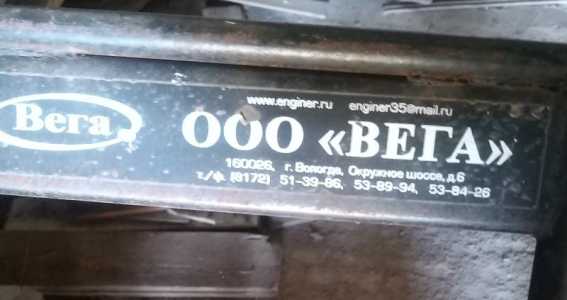 www.enginer.ru enginer35@mail.ru
Вега
ООО «ВЕГА»
160026, г. Вологда, Окружное шоссе, д.6
т./ф. (8172) 51-39-86, 53-89-94, 53-84-26